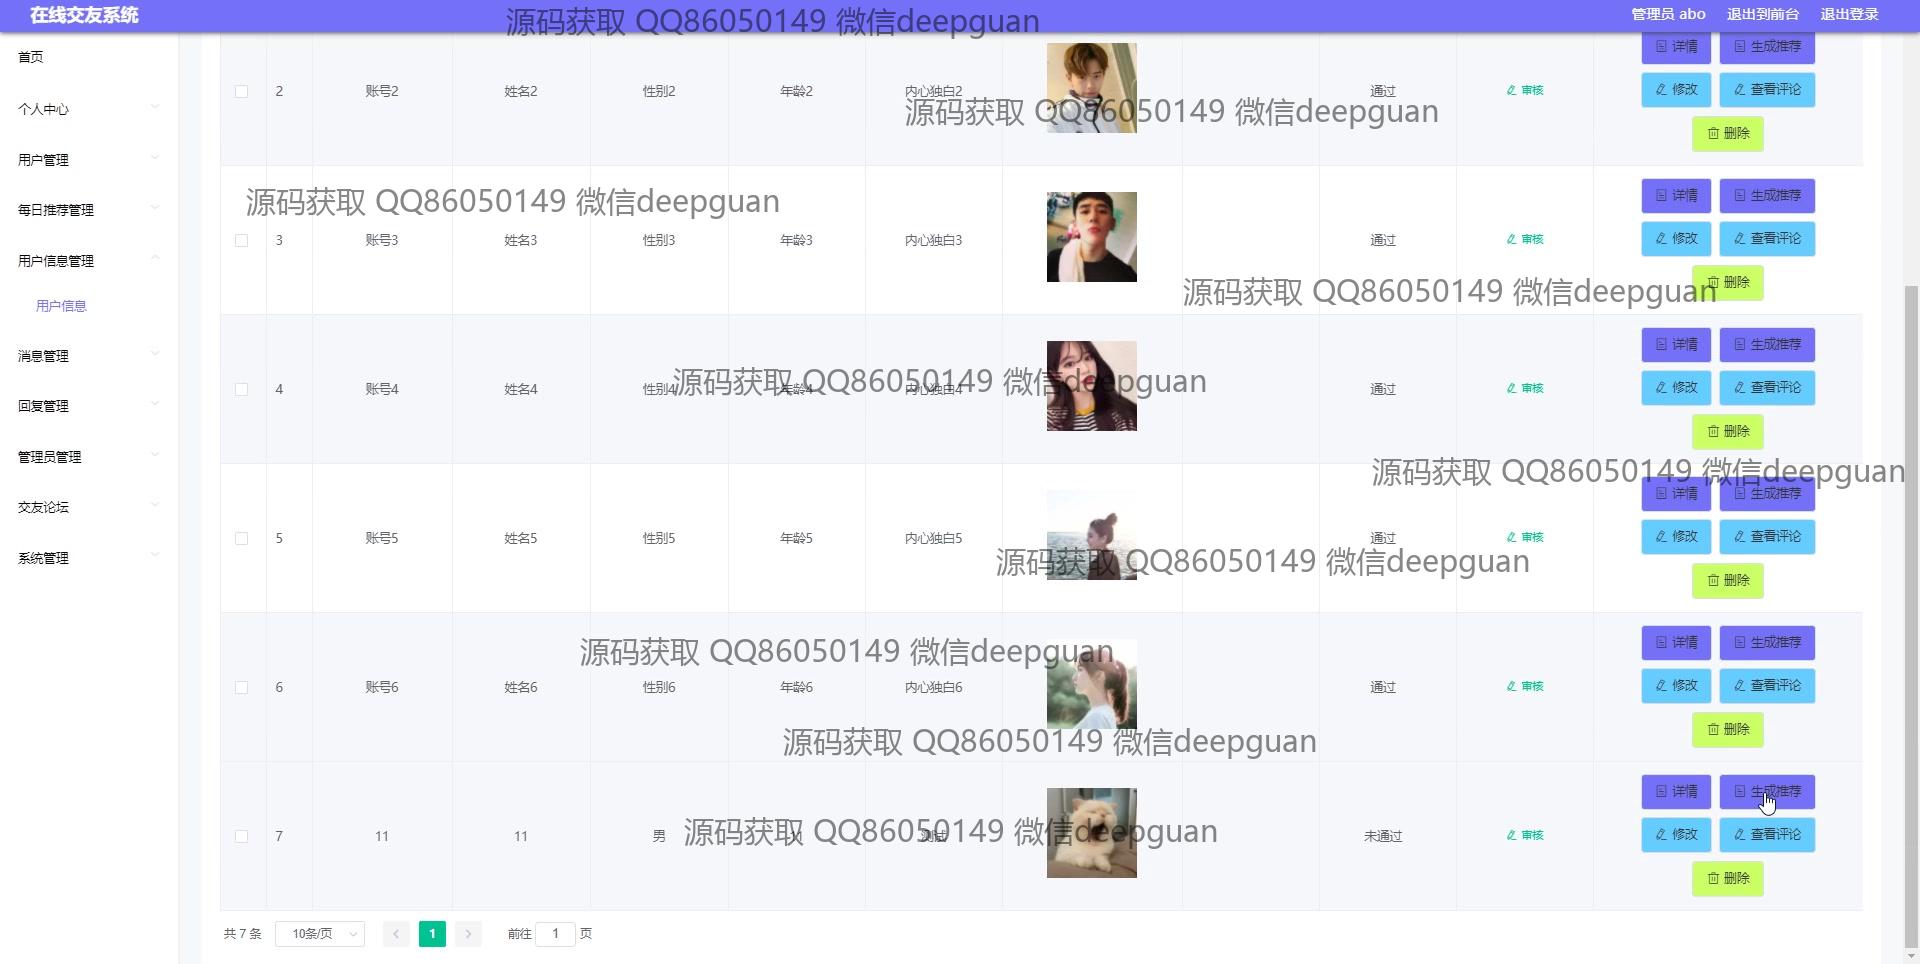 在线交友系统
管理员 abo 退出到前台 退出登录
源码获取 QQ86050149 微信deepguan
首页
个人中心
用户管理
每日推荐管理
用户信息管理
用户信息
消息管理
回复管理
管理员管理
交友论坛
系统管理
详情 生成推荐
2 账号2 姓名2 性别2 年龄2 内心独白2 通过 审核 修改 查看评论
源码获取 QQ86050149 微信deepguan
删除
源码获取 QQ86050149 微信deepguan
详情 生成推荐
3 账号3 姓名3 性别3 年龄3 内心独白3 通过 审核 修改 查看评论
删除
源码获取 QQ86050149 微信deepguan
详情 生成推荐
4 账号4 姓名4 性别4 年龄4 内心独白4 通过 审核 修改 查看评论
源码获取 QQ86050149 微信deepguan
删除
源码获取 QQ86050149 微信deepguan
详情 生成推荐
5 账号5 姓名5 性别5 年龄5 内心独白5 通过 审核 修改 查看评论
源码获取 QQ86050149 微信deepguan
删除
源码获取 QQ86050149 微信deepguan
详情 生成推荐
6 账号6 姓名6 性别6 年龄6 内心独白6 通过 审核 修改 查看评论
删除
源码获取 QQ86050149 微信deepguan
详情 生成推荐
7 11 11 男 11 测试 未通过 审核 修改 查看评论
源码获取 QQ86050149 微信deepguan
删除
共 7 条 10条/页 1 前往 1 页